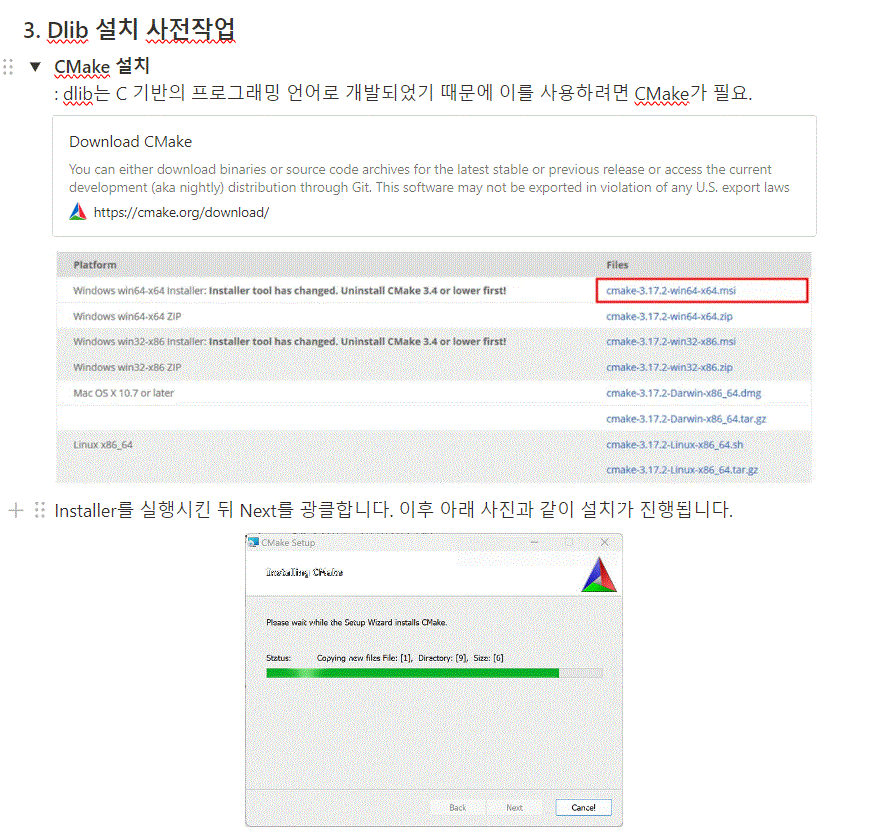 3. Dlib 설치 사전작업
CMake 설치
: dlib는 C 기반의 프로그래밍 언어로 개발되었기 때문에 이를 사용하려면 CMake가 필요.
Download CMake
You can either download binaries or source code archives for the latest stable or previous release or access the current
development (aka nightly) distribution through Git. This software may not be exported in violation of any U.S. export laws
https://cmake.org/download/
Platform Files
Windows win64-x64 Installer: Installer tool has changed. Uninstall CMake 3.4 or lower first! cmake-3.17.2-win64-x64.msi
Windows win64-x64 ZIP cmake-3.17.2-win64-x64.zip
Windows win32-x86 Installer: Installer tool has changed. Uninstall CMake 3.4 or lower first! cmake-3.17.2-win32-x86.msi
Windows win32-x86 ZIP cmake-3.17.2-win32-x86.zip
Mac OS X 10.7 or later cmake-3.17.2-Darwin-x86_64.dmg
cmake-3.17.2-Darwin-x86_64.tar.gz
Linux x86_64 cmake-3.17.2-Linux-x86_64.sh
cmake-3.17.2-Linux-x86_64.tar.gz
Installer를 실행시킨 뒤 Next를 광클합니다. 이후 아래 사진과 같이 설치가 진행됩니다.
CMake Setup
Installing CMake
Please wait while the Setup Wizard installs CMake.
Status: Copying new files File: [1], Directory: [9], Size: [6]
Back Next Cancel